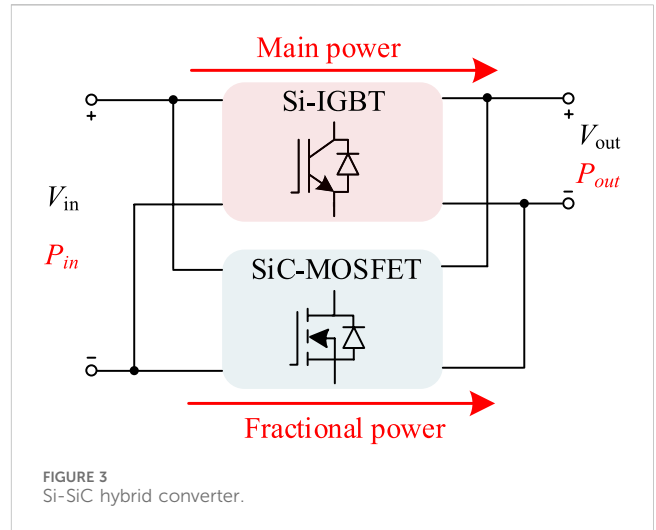 Main power
Si-IGBT
+
+
V_out
V_in
P_out
−
P_in
SiC-MOSFET
−
Fractional power
FIGURE 3
Si-SiC hybrid converter.